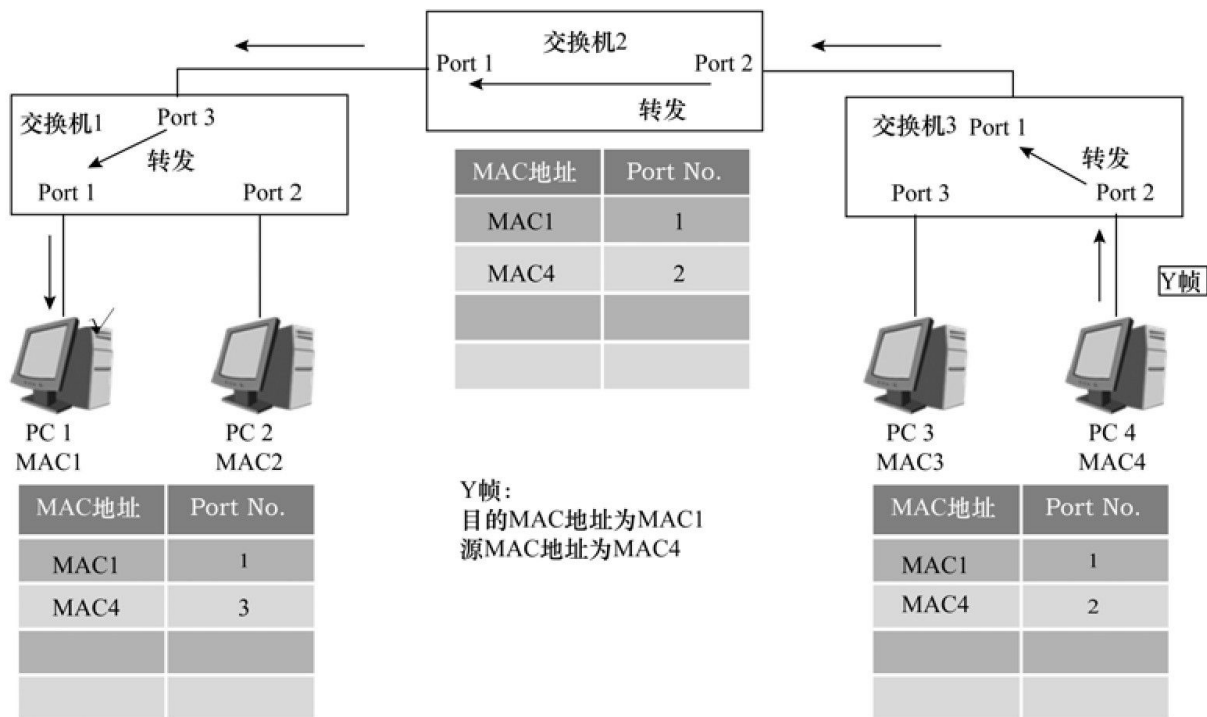 交换机2
Port 1
Port 2
转发
交换机1
Port 3
转发
Port 1
Port 2
交换机3
Port 1
转发
Port 3
Port 2
Y帧
MAC地址 Port No.
MAC1 1
MAC4 2
PC 1
MAC1
PC 2
MAC2
PC 3
MAC3
PC 4
MAC4
MAC地址 Port No.
MAC1 1
MAC4 3
Y帧：
目的MAC地址为MAC1
源MAC地址为MAC4
MAC地址 Port No.
MAC1 1
MAC4 2